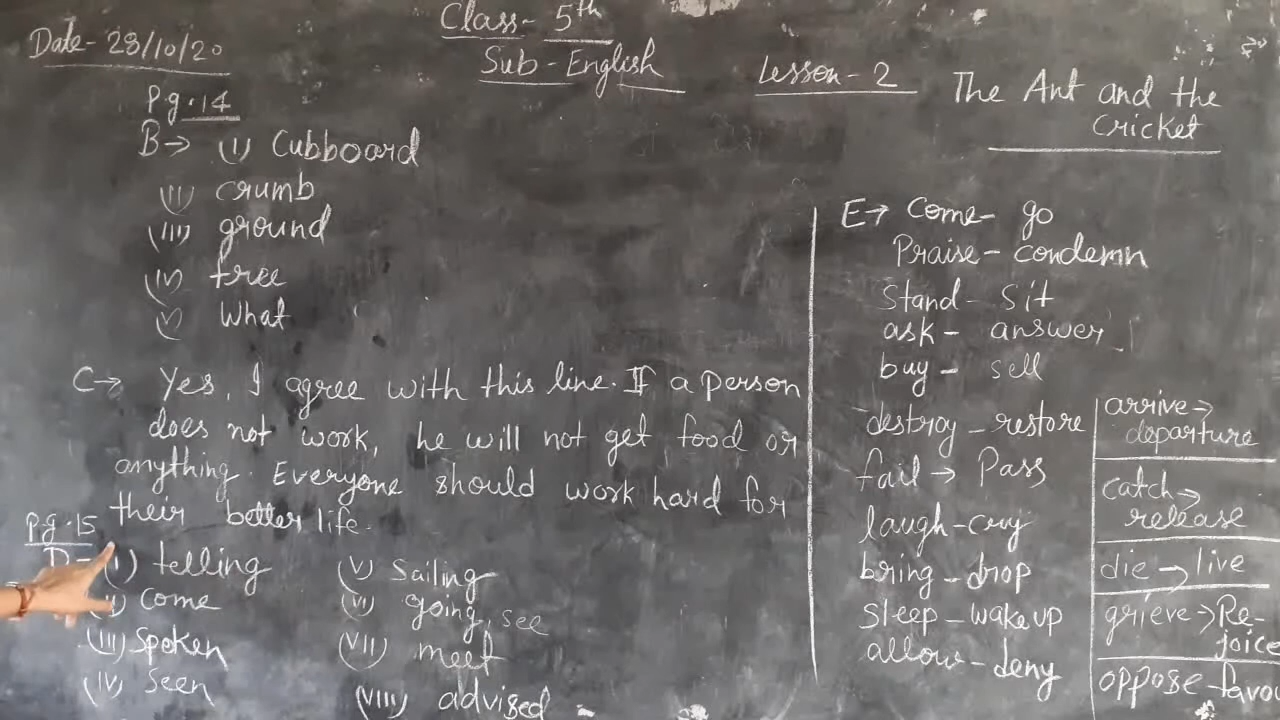 Date- 28/10/20
Class- 5th
Sub-English
Lesson-2
The Ant and the
Cricket
Pg.14
B→ (i) Cubboard
(ii) crumb
(iii) ground
(iv) tree
(v) What
C→ Yes, I agree with this line. If a person
does not work, he will not get food or
anything. Everyone should work hard for
their better life.
Pg.15
D- (i) telling
(ii) Come
(iii) Spoken
(iv) Seen
(v) Sailing
(vi) going, see
(vii) meet
(viii) advised
E→ Come- go
Praise- condemn
Stand- Sit
ask- answer
buy- sell
destroy- restore
fail → Pass
laugh-cry
bring-drop
Sleep-wakeup
allow-deny
arrive→
departure
catch→
release
die→live
grieve→Re-
joice
oppose-favou